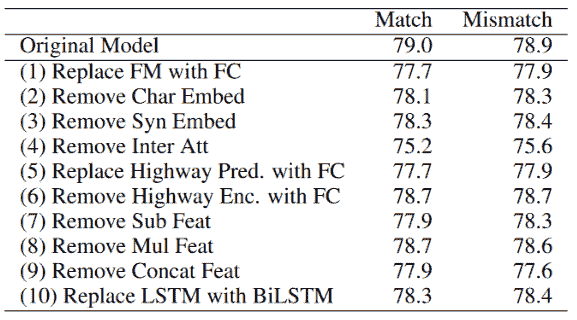 Match Mismatch
Original Model 79.0 78.9
(1) Replace FM with FC 77.7 77.9
(2) Remove Char Embed 78.1 78.3
(3) Remove Syn Embed 78.3 78.4
(4) Remove Inter Att 75.2 75.6
(5) Replace Highway Pred. with FC 77.7 77.9
(6) Remove Highway Enc. with FC 78.7 78.7
(7) Remove Sub Feat 77.9 78.3
(8) Remove Mul Feat 78.7 78.6
(9) Remove Concat Feat 77.9 77.6
(10) Replace LSTM with BiLSTM 78.3 78.4